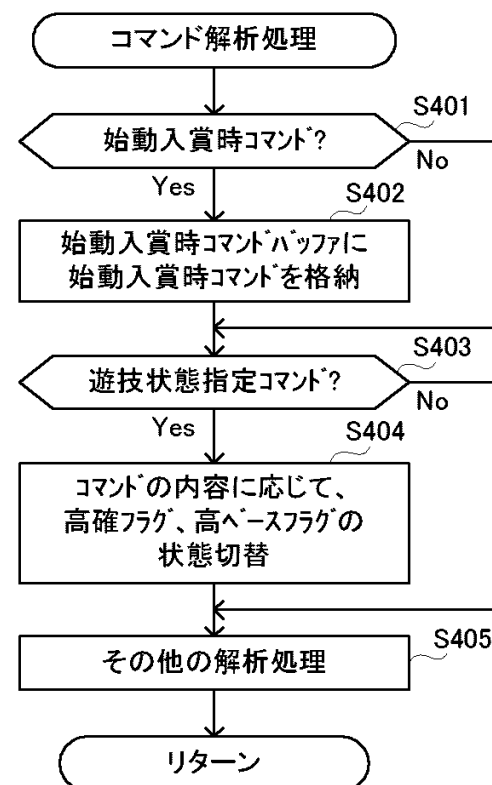 コマンド解析処理
S401
始動入賞時コマンド?
No
Yes
S402
始動入賞時コマンドバッファに
始動入賞時コマンドを格納
S403
遊技状態指定コマンド?
No
Yes
S404
コマンドの内容に応じて、
高確フラグ、高ベースフラグの
状態切替
S405
その他の解析処理
リターン